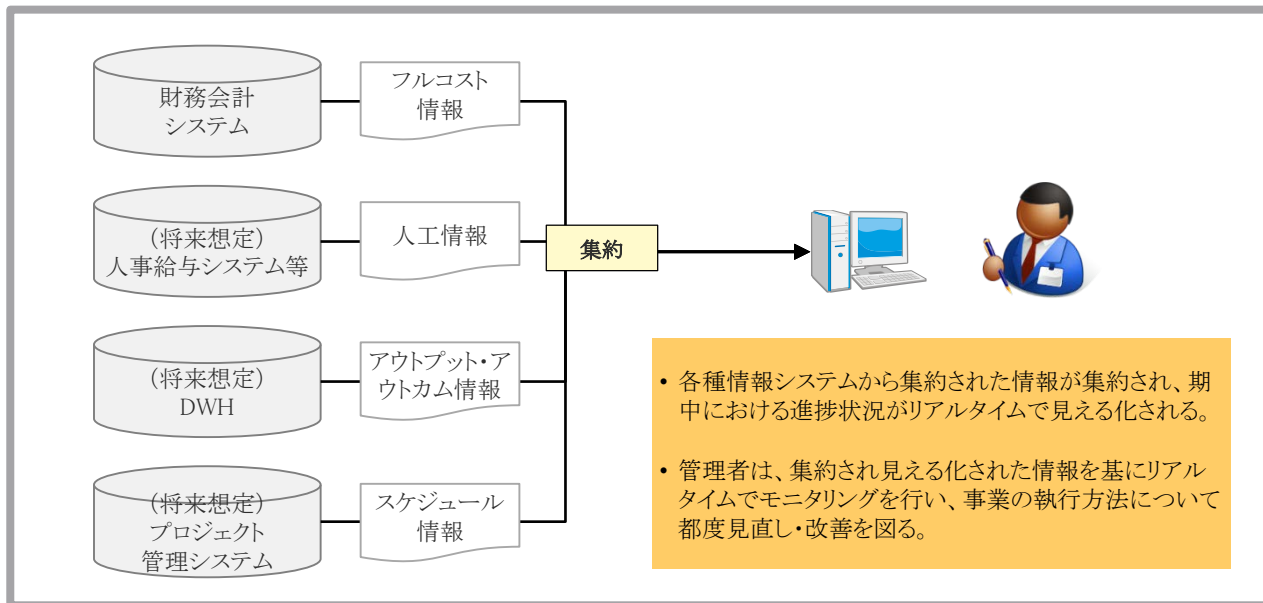 財務会計
システム
フルコスト
情報
(将来想定)
人事給与システム等
人工情報
集約
(将来想定)
DWH
アウトプット・ア
ウトカム情報
(将来想定)
プロジェクト
管理システム
スケジュール
情報
• 各種情報システムから集約された情報が集約され、期
中における進捗状況がリアルタイムで見える化される。
• 管理者は、集約され見える化された情報を基にリアル
タイムでモニタリングを行い、事業の執行方法について
都度見直し・改善を図る。